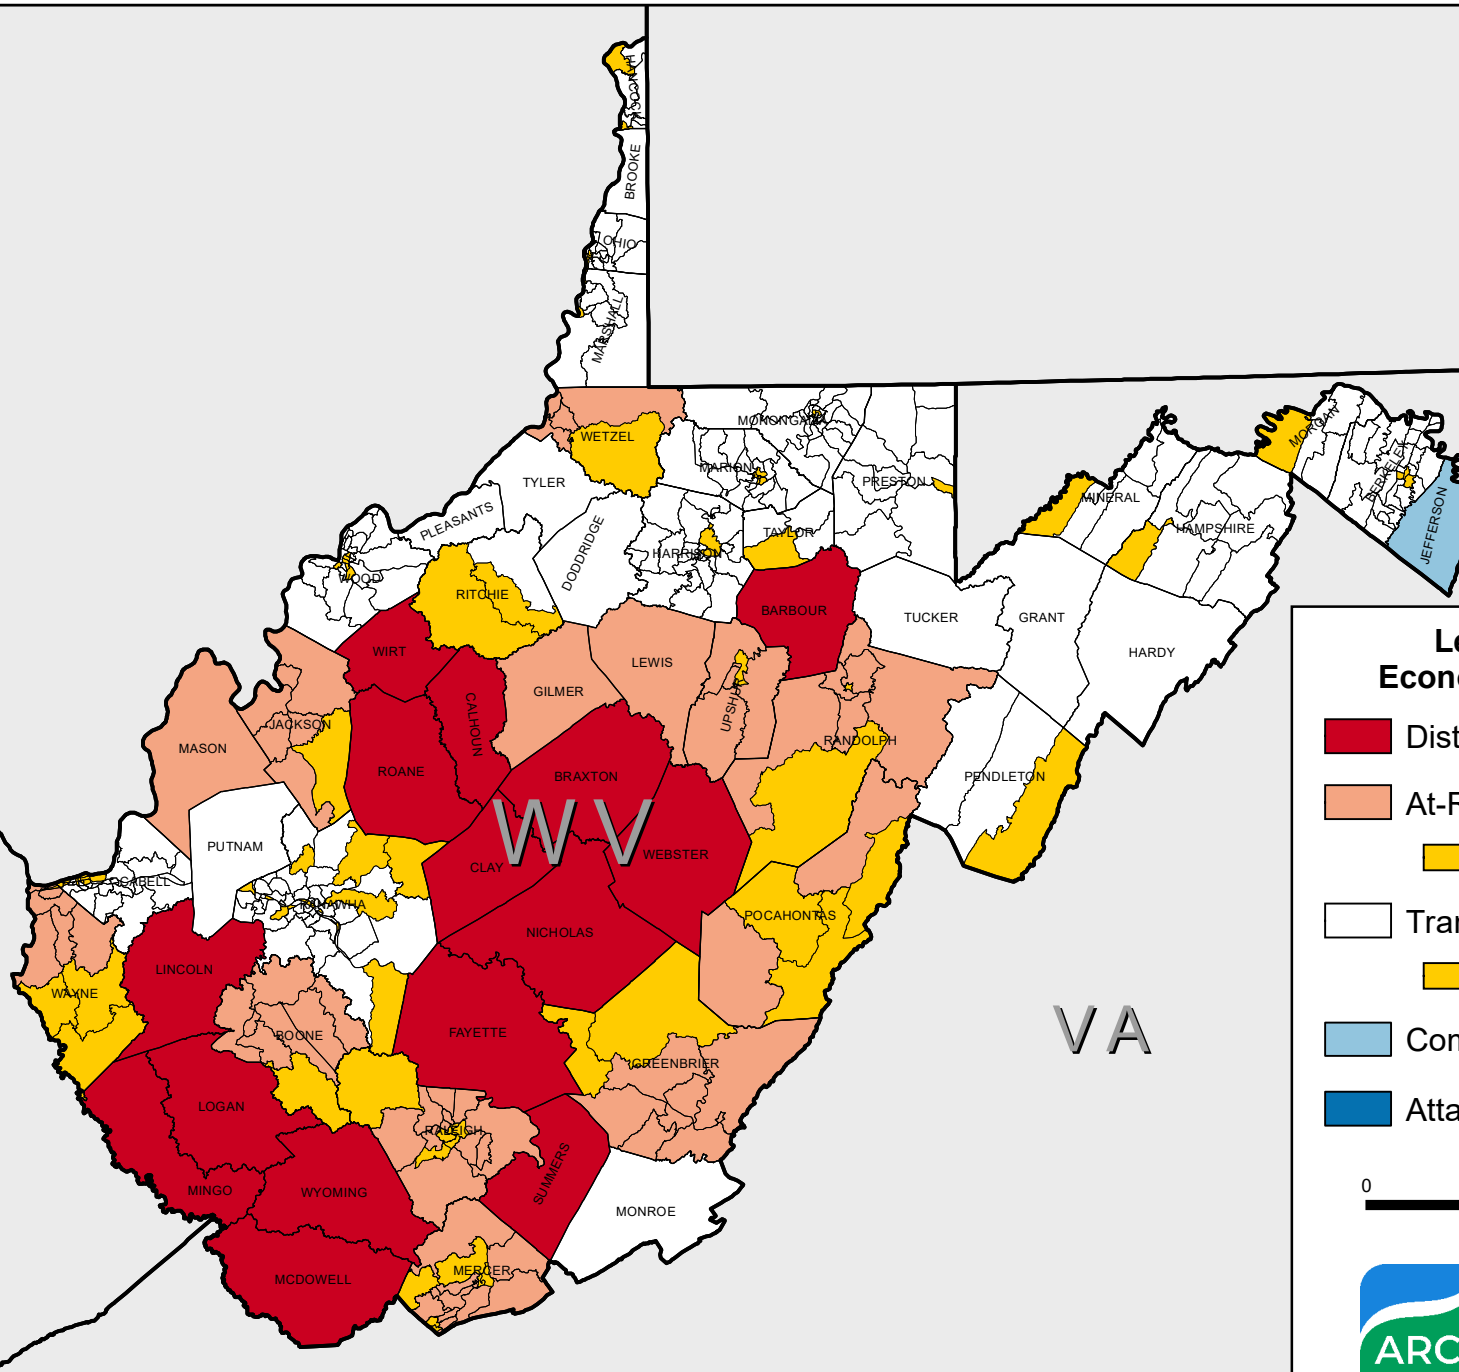 HANCOCK
BROOKE
OHIO
MARSHALL
WETZEL
MONONGALIA
MARION
PRESTON
TYLER
PLEASANTS
DODDRIDGE
HARRISON
TAYLOR
MINERAL
HAMPSHIRE
MORGAN
BERKELEY
JEFFERSON
WOOD
RITCHIE
BARBOUR
TUCKER
GRANT
HARDY
WIRT
CALHOUN
GILMER
LEWIS
UPSHUR
RANDOLPH
PENDLETON
MASON
JACKSON
ROANE
BRAXTON
WV
WEBSTER
CLAY
PUTNAM
CABELL
KANAWHA
POCAHONTAS
NICHOLAS
LINCOLN
WAYNE
BOONE
FAYETTE
GREENBRIER
VA
LOGAN
RALEIGH
SUMMERS
MINGO
WYOMING
MONROE
MCDOWELL
MERCER
Le
Econo
Dist
At-R
Tran
Con
Atta
0
ARC